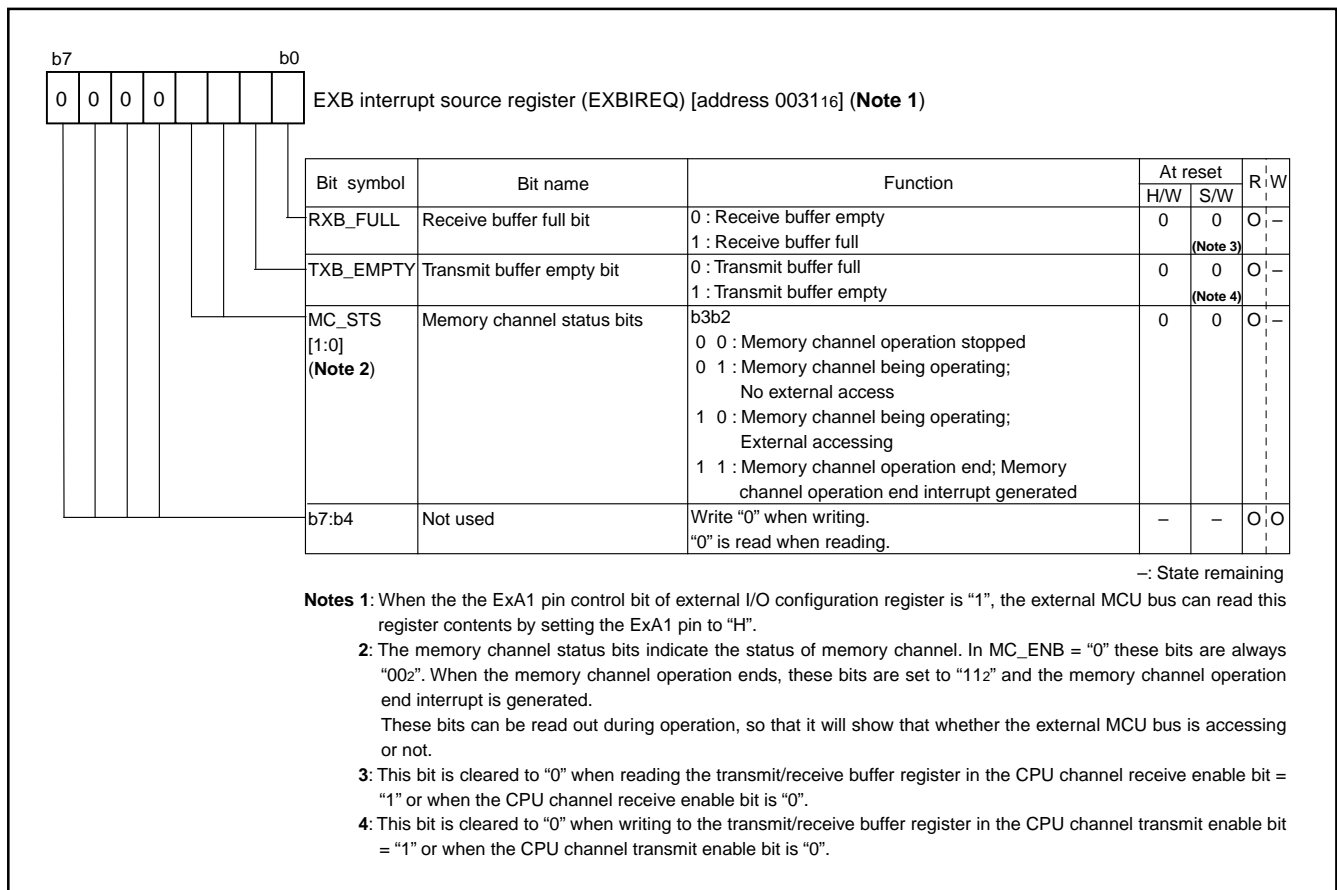 b7 b0
0 0 0 0
EXB interrupt source register (EXBIREQ) [address 003116] (Note 1)
Bit symbol Bit name Function At reset R W
H/W S/W
RXB_FULL Receive buffer full bit 0 : Receive buffer empty 0 0 O –
1 : Receive buffer full (Note 3)
TXB_EMPTY Transmit buffer empty bit 0 : Transmit buffer full 0 0 O –
1 : Transmit buffer empty (Note 4)
MC_STS Memory channel status bits b3b2 0 0 O –
[1:0] 0 0 : Memory channel operation stopped
(Note 2) 0 1 : Memory channel being operating;
No external access
1 0 : Memory channel being operating;
External accessing
1 1 : Memory channel operation end; Memory
channel operation end interrupt generated
b7:b4 Not used Write “0” when writing. – – O O
“0” is read when reading.
–: State remaining
Notes 1: When the the ExA1 pin control bit of external I/O configuration register is “1”, the external MCU bus can read this
register contents by setting the ExA1 pin to “H”.
2: The memory channel status bits indicate the status of memory channel. In MC_ENB = “0” these bits are always
“002”. When the memory channel operation ends, these bits are set to “112” and the memory channel operation
end interrupt is generated.
These bits can be read out during operation, so that it will show that whether the external MCU bus is accessing
or not.
3: This bit is cleared to “0” when reading the transmit/receive buffer register in the CPU channel receive enable bit =
“1” or when the CPU channel receive enable bit is “0”.
4: This bit is cleared to “0” when writing to the transmit/receive buffer register in the CPU channel transmit enable bit
= “1” or when the CPU channel transmit enable bit is “0”.